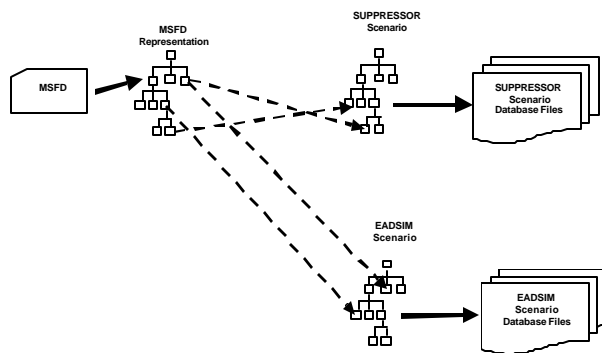 MSFD
MSFD
Representation
SUPPRESSOR
Scenario
SUPPRESSOR
Scenario
Database Files
EADSIM
Scenario
EADSIM
Scenario
Database Files